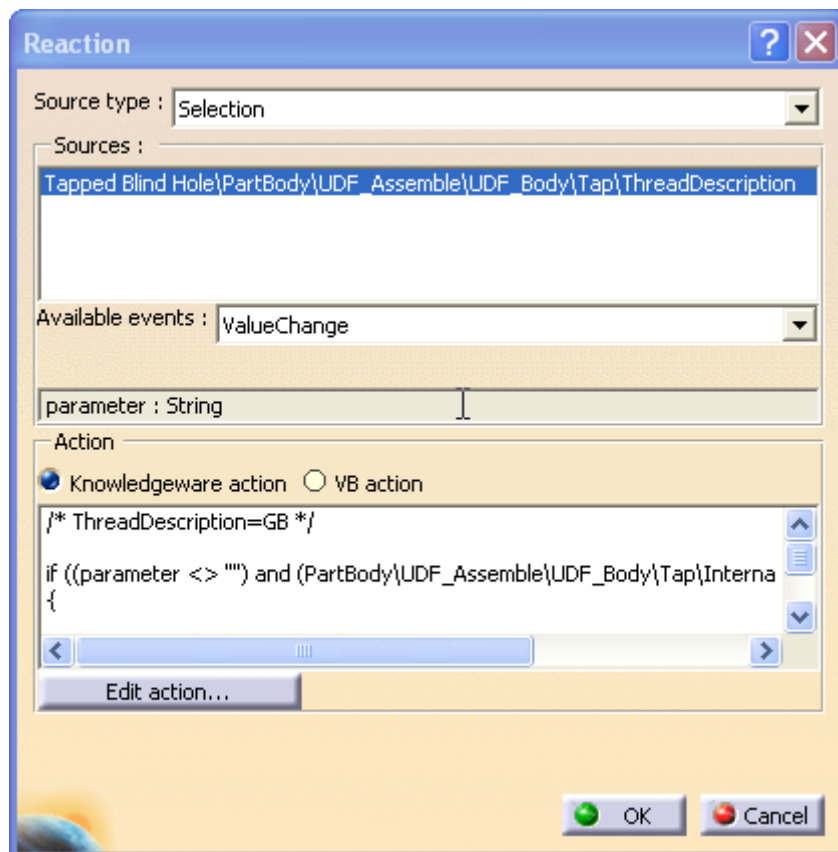 Reaction
Source type : Selection
Sources :
Tapped Blind Hole\PartBody\UDF_Assemble\UDF_Body\Tap\ThreadDescription
Available events : ValueChange
parameter : String
Action
Knowledgeware action VB action
/* ThreadDescription=GB */
if ((parameter <> "") and (PartBody\UDF_Assemble\UDF_Body\Tap\Interna
{
Edit action...
OK Cancel